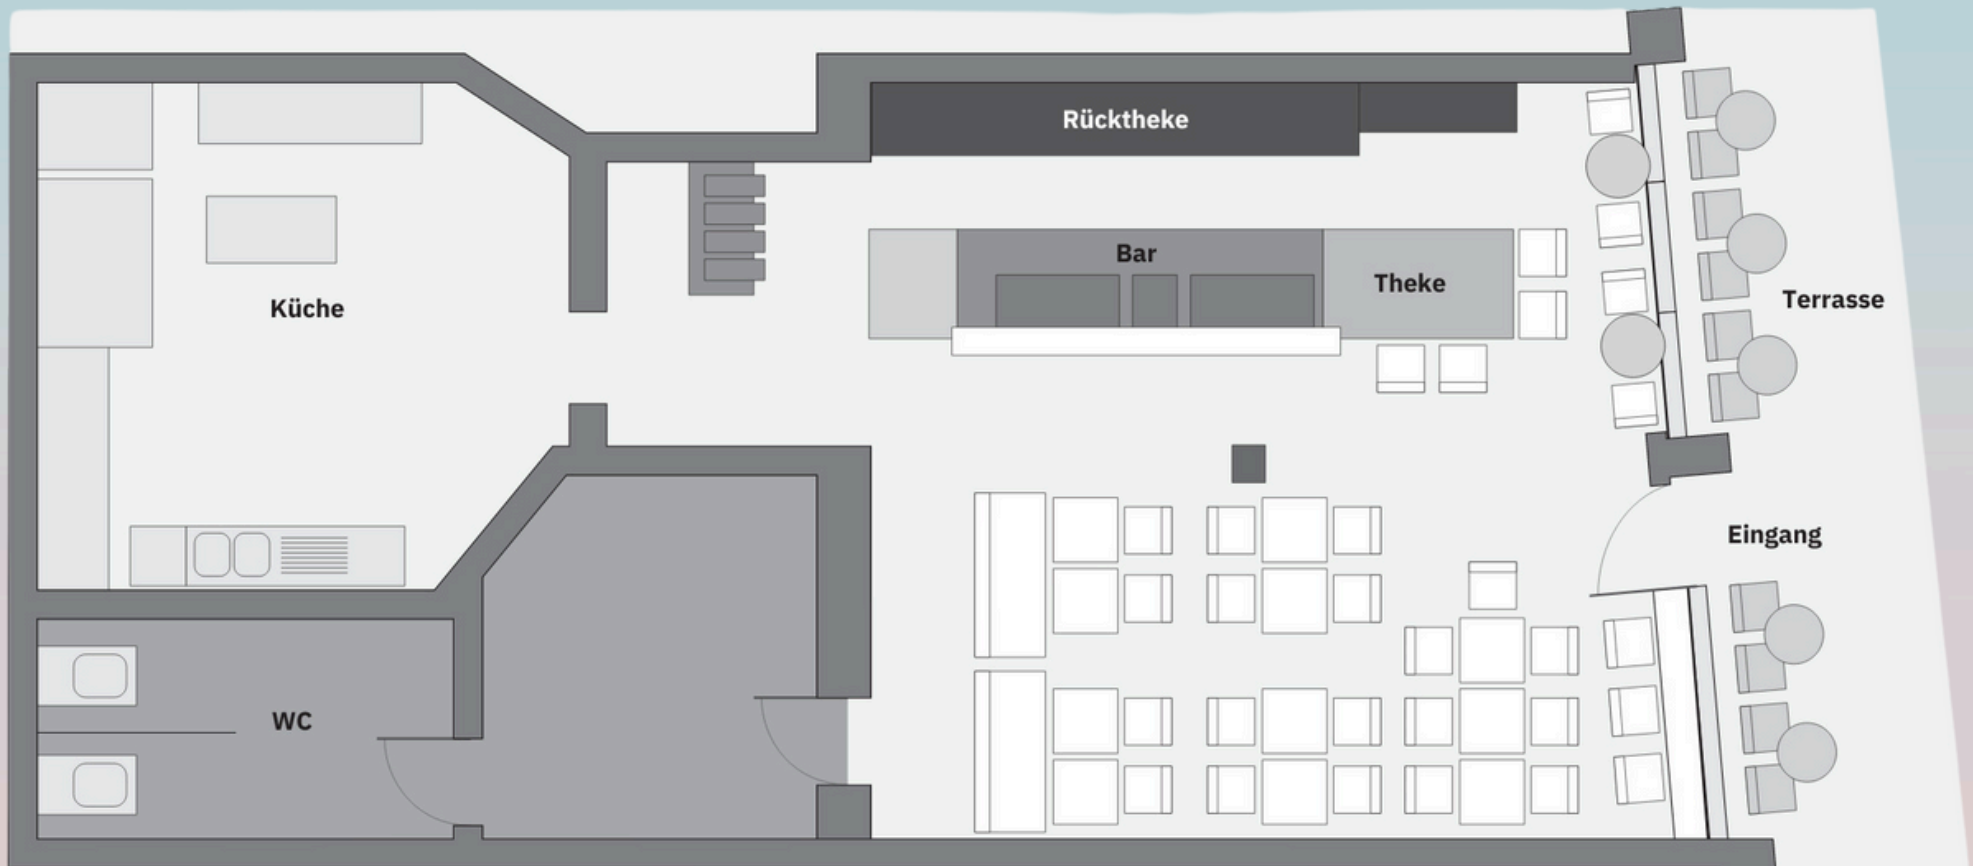 Rücktheke
Bar
Theke
Küche
Terrasse
Eingang
WC